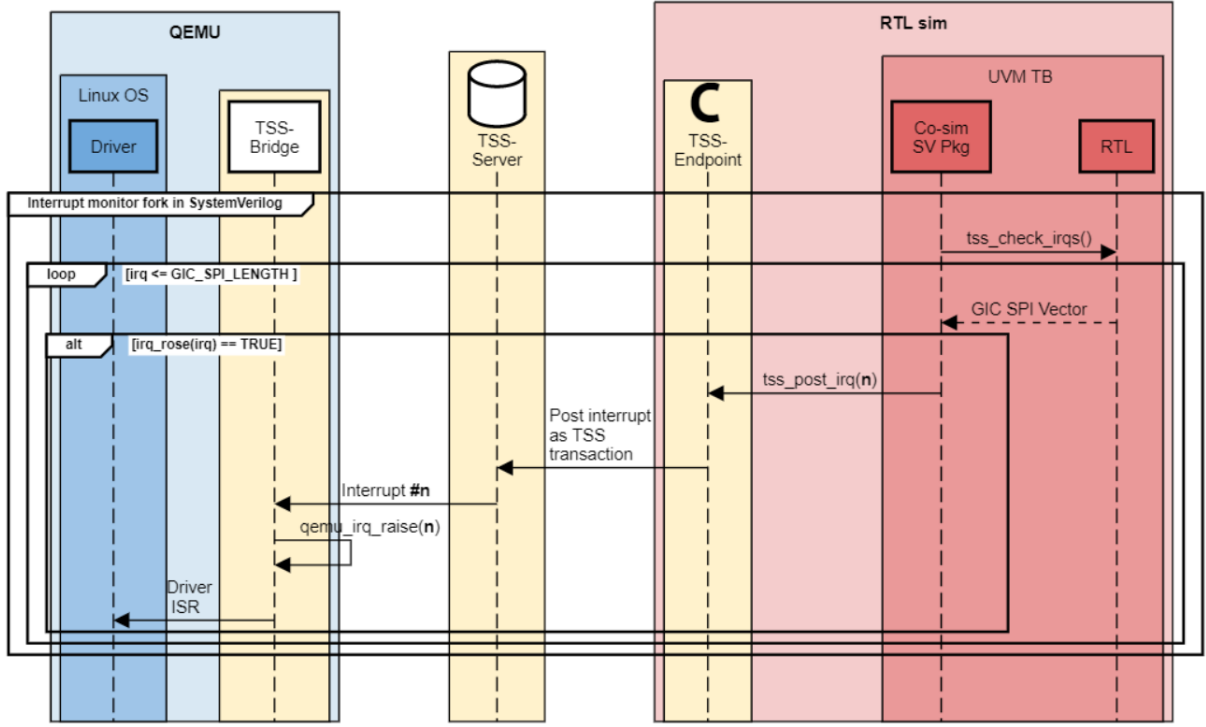 QEMU
RTL sim
Linux OS
UVM TB
Driver
TSS-
Bridge
TSS-
Server
C
TSS-
Endpoint
Co-sim
SV Pkg
RTL
Interrupt monitor fork in SystemVerilog
tss_check_irqs()
loop
[irq <= GIC_SPI_LENGTH ]
GIC SPI Vector
alt
[irq_rose(irq) == TRUE]
tss_post_irq(n)
Post interrupt
as TSS
transaction
Interrupt #n
qemu_irq_raise(n)
Driver
ISR